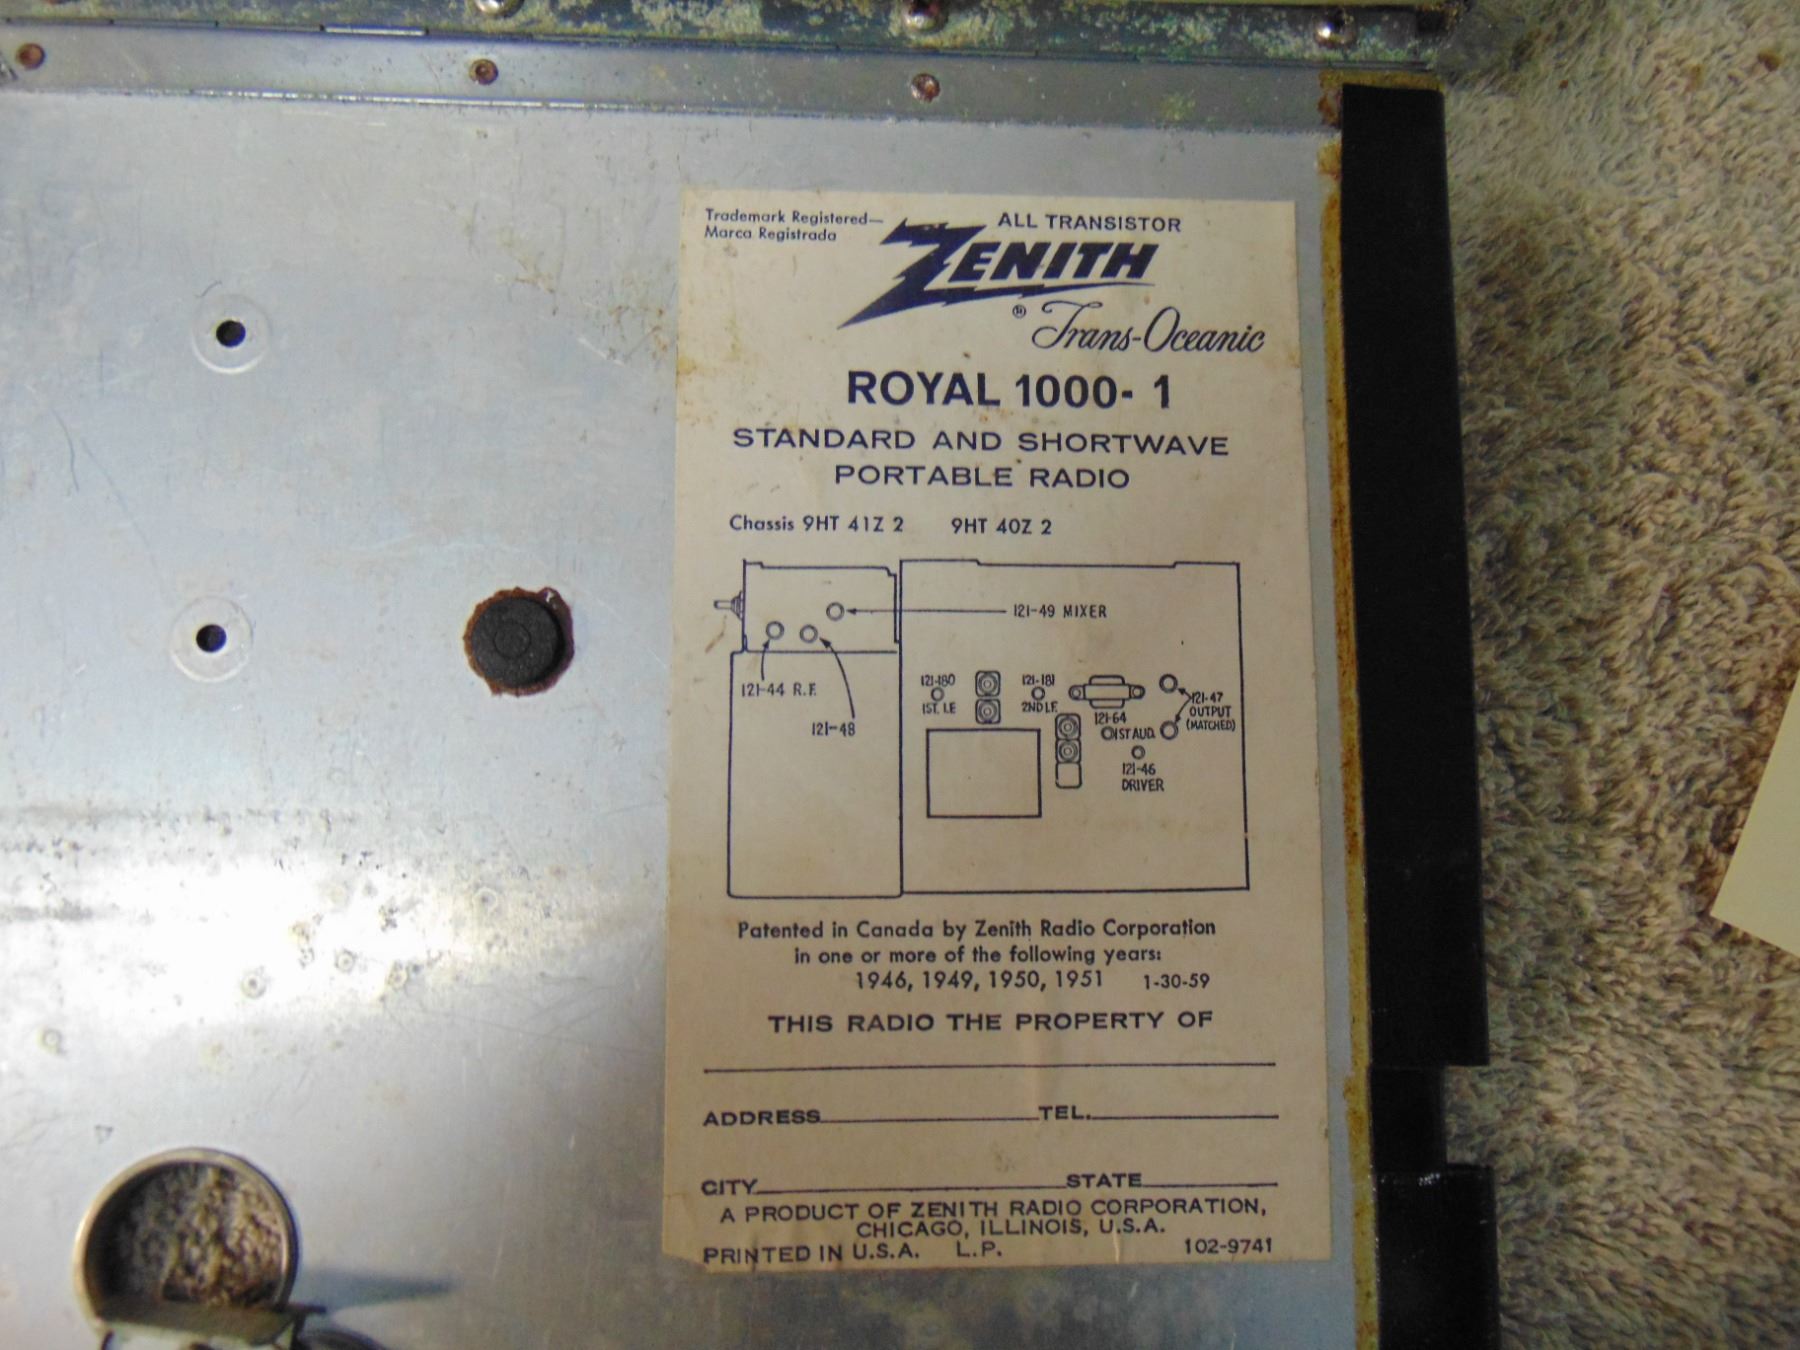 Trademark Registered—
Marca Registrada
ALL TRANSISTOR
ZENITH
® Trans-Oceanic
ROYAL 1000-1
STANDARD AND SHORTWAVE
PORTABLE RADIO
Chassis 9HT 41Z 2 9HT 40Z 2
121-49 MIXER
121-44 R.F.
121-48
121-180
1ST. I.F.
121-181
2ND I.F.
121-64
1ST AUD.
121-47
OUTPUT
(MATCHED)
121-46
DRIVER
Patented in Canada by Zenith Radio Corporation
in one or more of the following years:
1946, 1949, 1950, 1951 1-30-59
THIS RADIO THE PROPERTY OF
ADDRESS TEL.
CITY STATE
A PRODUCT OF ZENITH RADIO CORPORATION,
CHICAGO, ILLINOIS, U.S.A.
PRINTED IN U.S.A. L.P. 102-9741